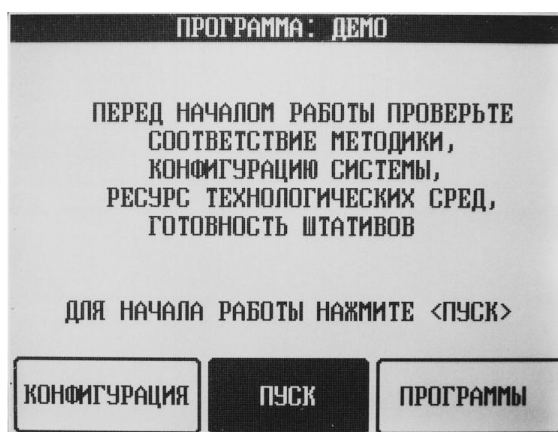 ПРОГРАММА: ДЕМО
ПЕРЕД НАЧАЛОМ РАБОТЫ ПРОВЕРЬТЕ
СООТВЕТСТВИЕ МЕТОДИКИ,
КОНФИГУРАЦИЮ СИСТЕМЫ,
РЕСУРС ТЕХНОЛОГИЧЕСКИХ СРЕД,
ГОТОВНОСТЬ ШТАТИВОВ
ДЛЯ НАЧАЛА РАБОТЫ НАЖМИТЕ <ПУСК>
КОНФИГУРАЦИЯ ПУСК ПРОГРАММЫ